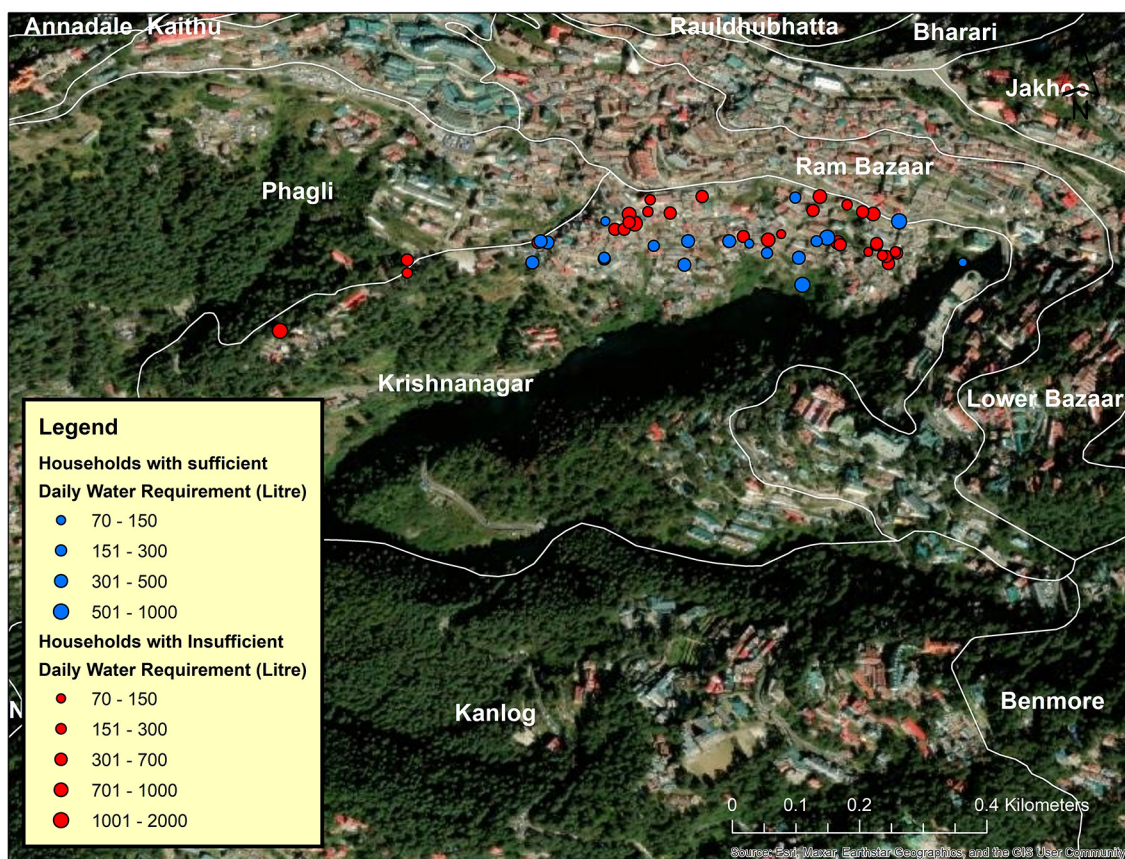 Annadale Kaithu
Rauldhubhatta
Bharari
Jakhoo
N
Ram Bazaar
Phagli
Krishnanagar
Lower Bazaar
Legend
Households with sufficient
Daily Water Requirement (Litre)
70 - 150
151 - 300
301 - 500
501 - 1000
Households with Insufficient
Daily Water Requirement (Litre)
70 - 150
151 - 300
301 - 700
701 - 1000
1001 - 2000
N
Kanlog
Benmore
0 0.1 0.2 0.4 Kilometers
Source: Esri, Maxar, Earthstar Geographics, and the GIS User Community